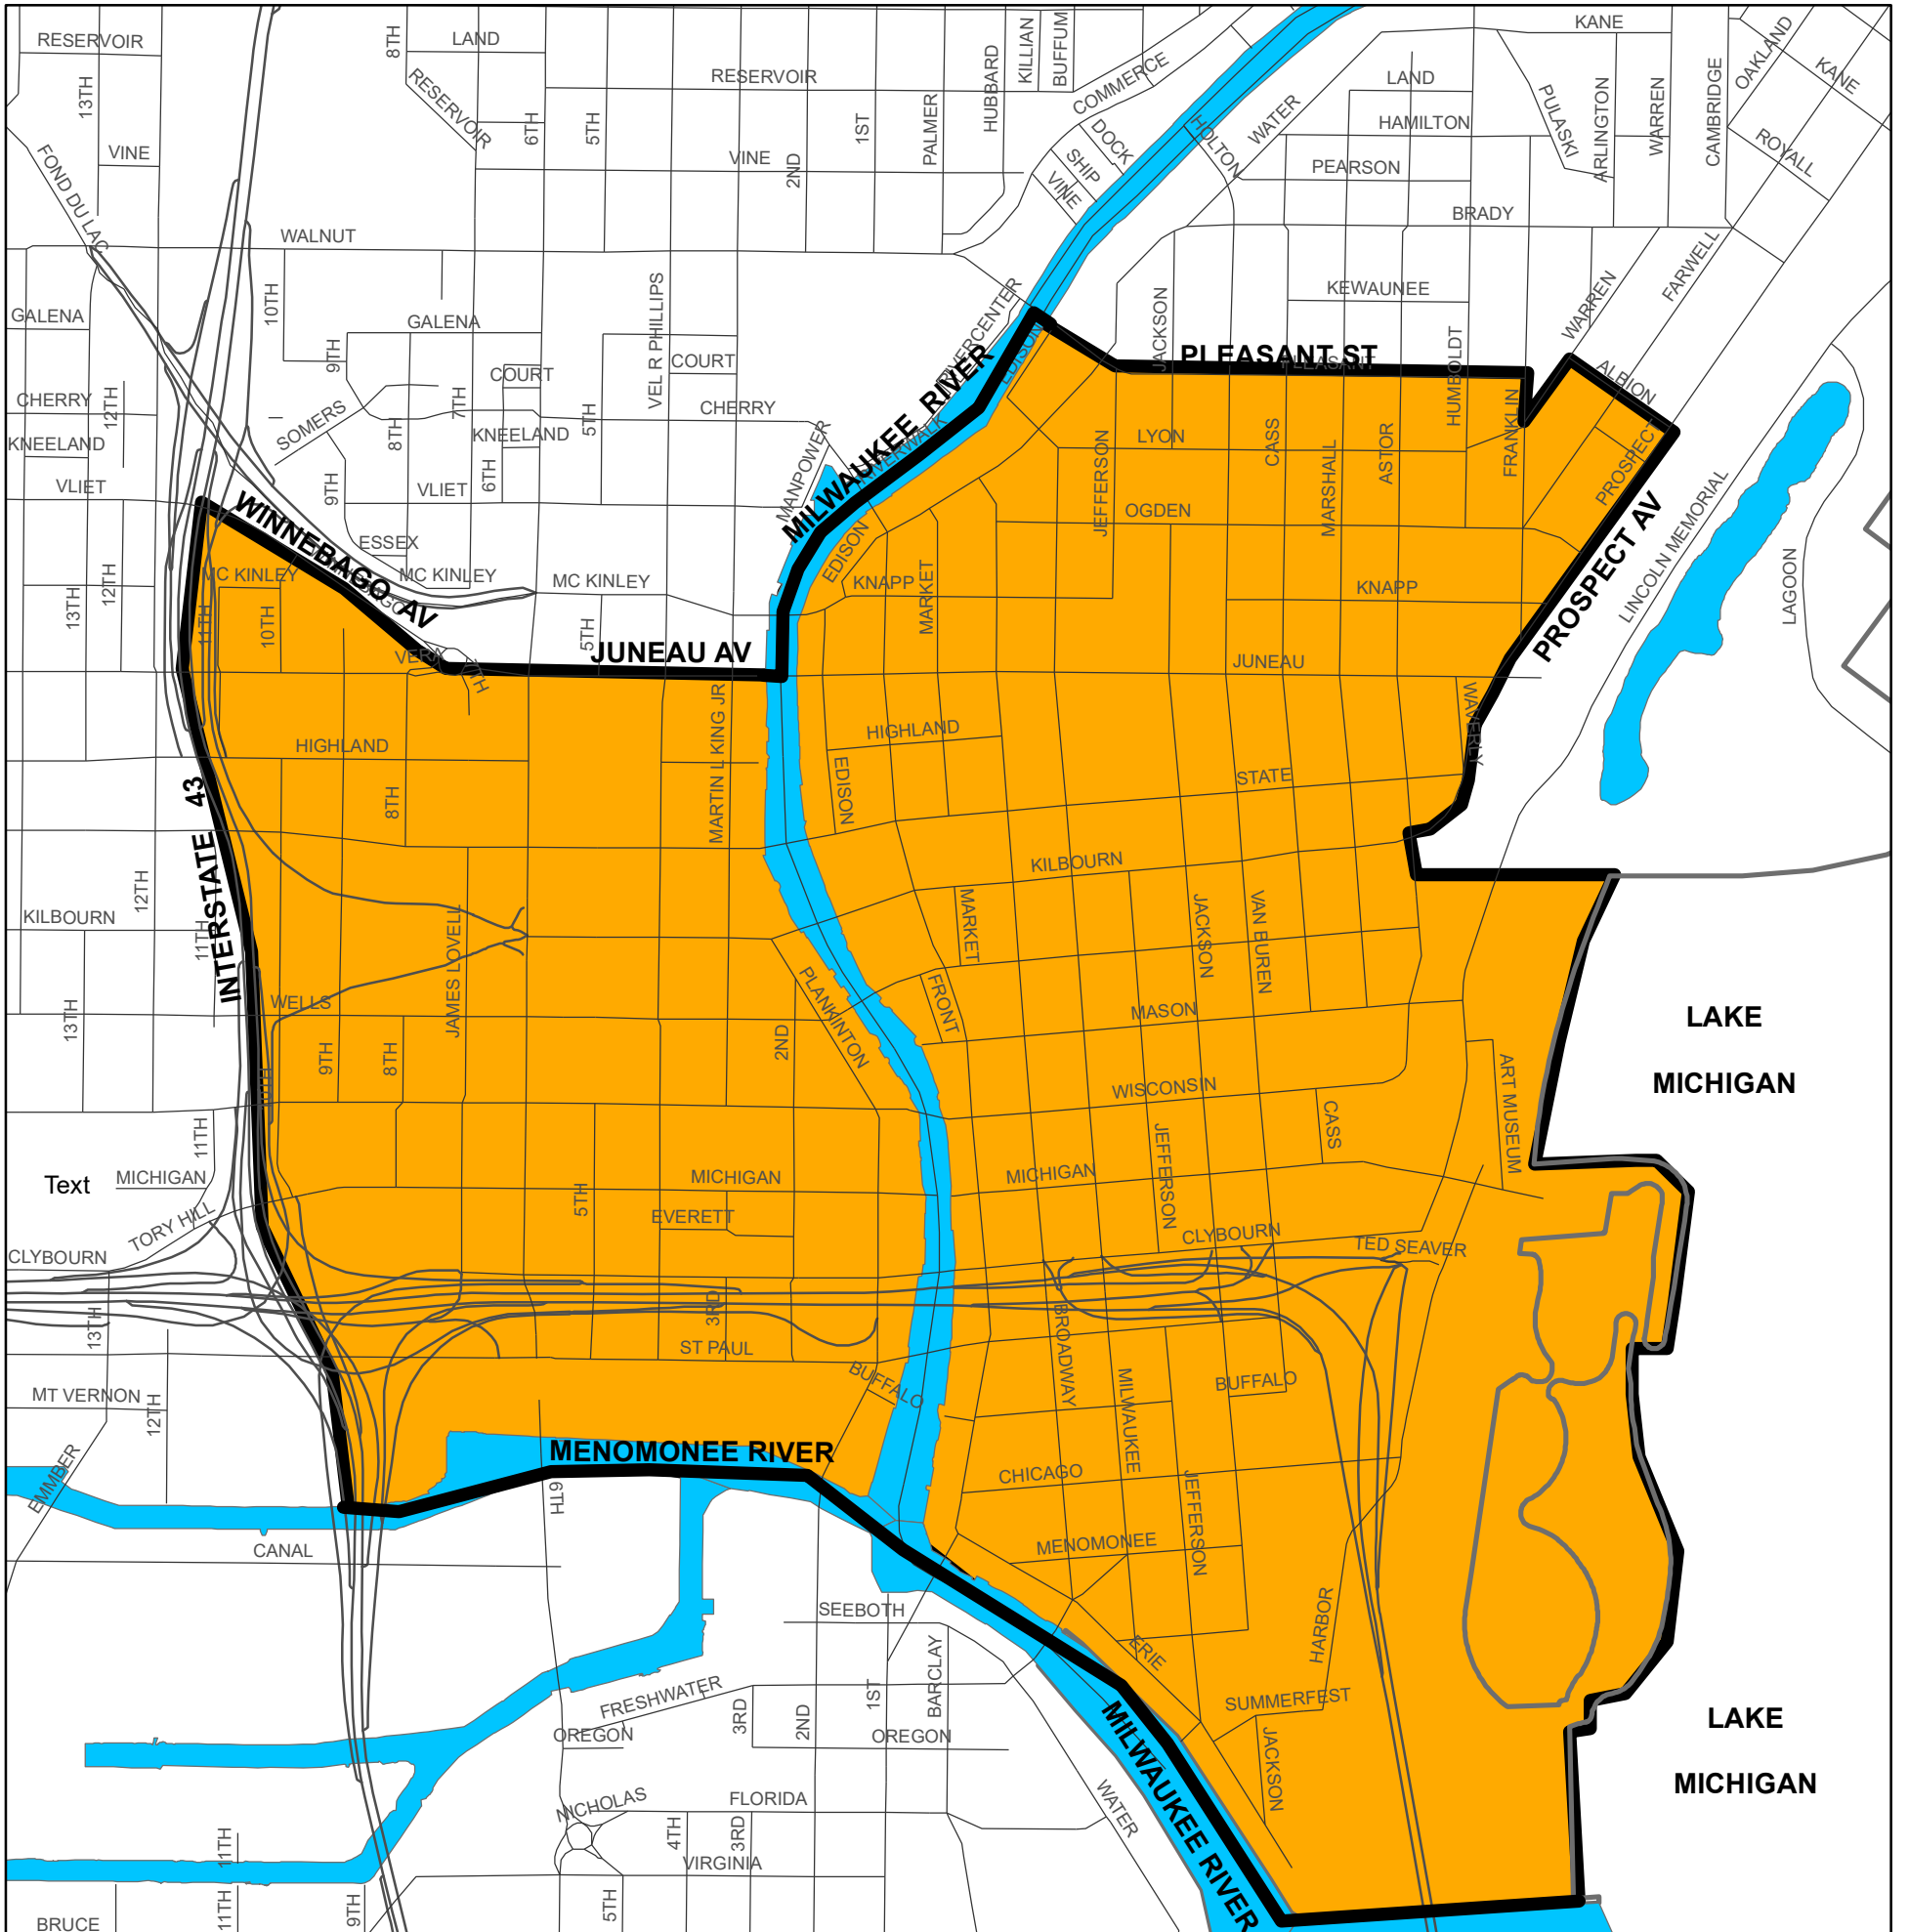 RESERVOIR
8TH
LAND
HUBBARD
KILLIAN
BUFFUM
KANE
OAKLAND
13TH
RESERVOIR
6TH
5TH
RESERVOIR
1ST
PALMER
COMMERCE
LAND
PULASKI
ARLINGTON
WARREN
CAMBRIDGE
KANE
FOND DU LAC
VINE
VINE
2ND
DOCK
SHIP
VINE
HOLTON
WATER
HAMILTON
PEARSON
ROYALL
WALNUT
BRADY
GALENA
10TH
GALENA
9TH
VEL R PHILLIPS
COURT
COURT
RIVERCENTER
EDISON
JACKSON
KEWAUNEE
HUMBOLDT
WARREN
FARWELL
PLEASANT ST
PLEASANT
ALBION
CHERRY
12TH
KNEELAND
SOMERS
8TH
7TH
KNEELAND
5TH
CHERRY
MILWAUKEE RIVER
RIVERWALK
MANPOWER
JEFFERSON
LYON
CASS
MARSHALL
ASTOR
FRANKLIN
PROSPECT
VLIET
9TH
VLIET
6TH
OGDEN
WINNEBAGO AV
WINNEBAGO
ESSEX
EDISON
PROSPECT AV
LINCOLN MEMORIAL
LAGOON
13TH
12TH
MC KINLEY
11TH
10TH
MC KINLEY
MC KINLEY
5TH
KNAPP
MARKET
KNAPP
VERA
7TH
JUNEAU AV
JUNEAU
WAVERLY
INTERSTATE 43
HIGHLAND
8TH
MARTIN L KING JR
EDISON
HIGHLAND
STATE
KILBOURN
12TH
11TH
JAMES LOVELL
KILBOURN
MARKET
JACKSON
VAN BUREN
13TH
WELLS
9TH
8TH
2ND
PLANKINTON
FRONT
MASON
LAKE
MICHIGAN
10TH
WISCONSIN
CASS
ART MUSEUM
11TH
Text
MICHIGAN
TORY HILL
5TH
MICHIGAN
EVERETT
MICHIGAN
JEFFERSON
CLYBOURN
CLYBOURN
TED SEAVER
13TH
3RD
ST PAUL
BROADWAY
MT VERNON
12TH
BUFFALO
MILWAUKEE
BUFFALO
EMMBER
MENOMONEE RIVER
6TH
CHICAGO
JEFFERSON
CANAL
MENOMONEE
SEEBOTH
BARCLAY
ERIE
HARBOR
FRESHWATER
OREGON
3RD
2ND
1ST
OREGON
SUMMERFEST
JACKSON
LAKE
MICHIGAN
MILWAUKEE RIVER
NICHOLAS
FLORIDA
WATER
11TH
4TH
3RD
VIRGINIA
BRUCE
11TH
9TH
5TH